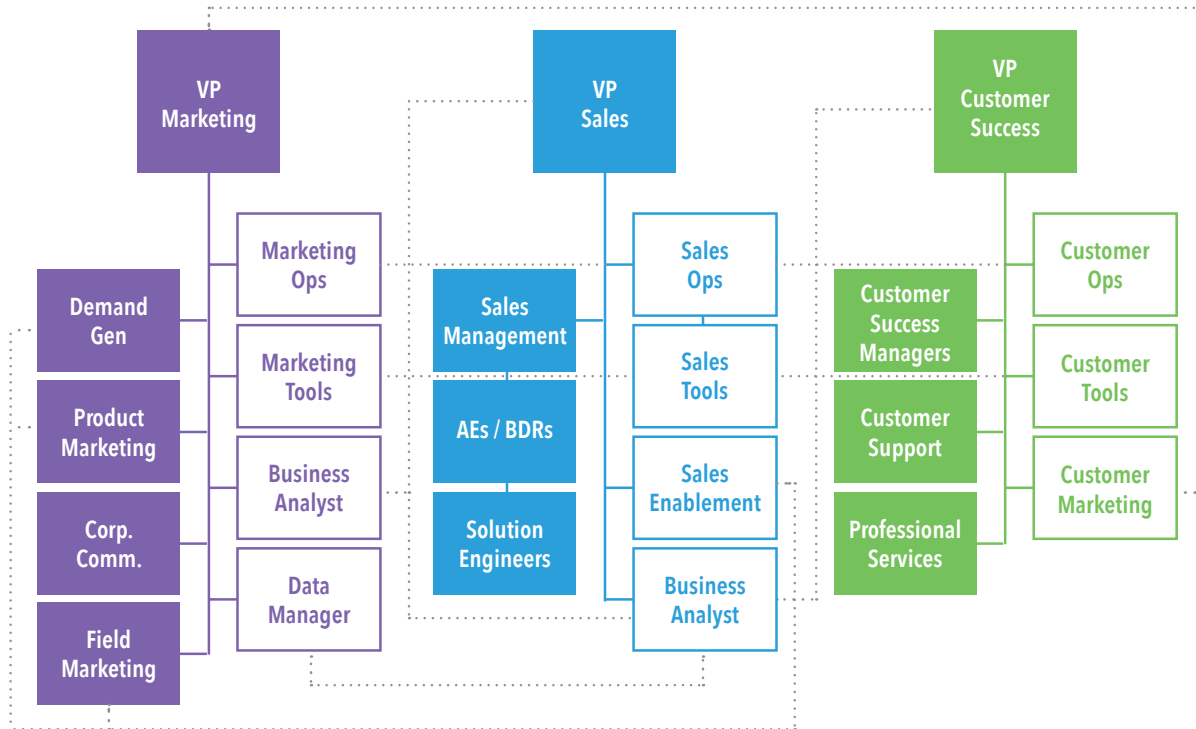 VP
Marketing
VP
Sales
VP
Customer
Success
Marketing
Ops
Sales
Ops
Customer
Ops
Demand
Gen
Sales
Management
Customer
Success
Managers
Marketing
Tools
Sales
Tools
Customer
Tools
Product
Marketing
AEs / BDRs
Customer
Support
Business
Analyst
Sales
Enablement
Customer
Marketing
Corp.
Comm.
Solution
Engineers
Professional
Services
Data
Manager
Business
Analyst
Field
Marketing